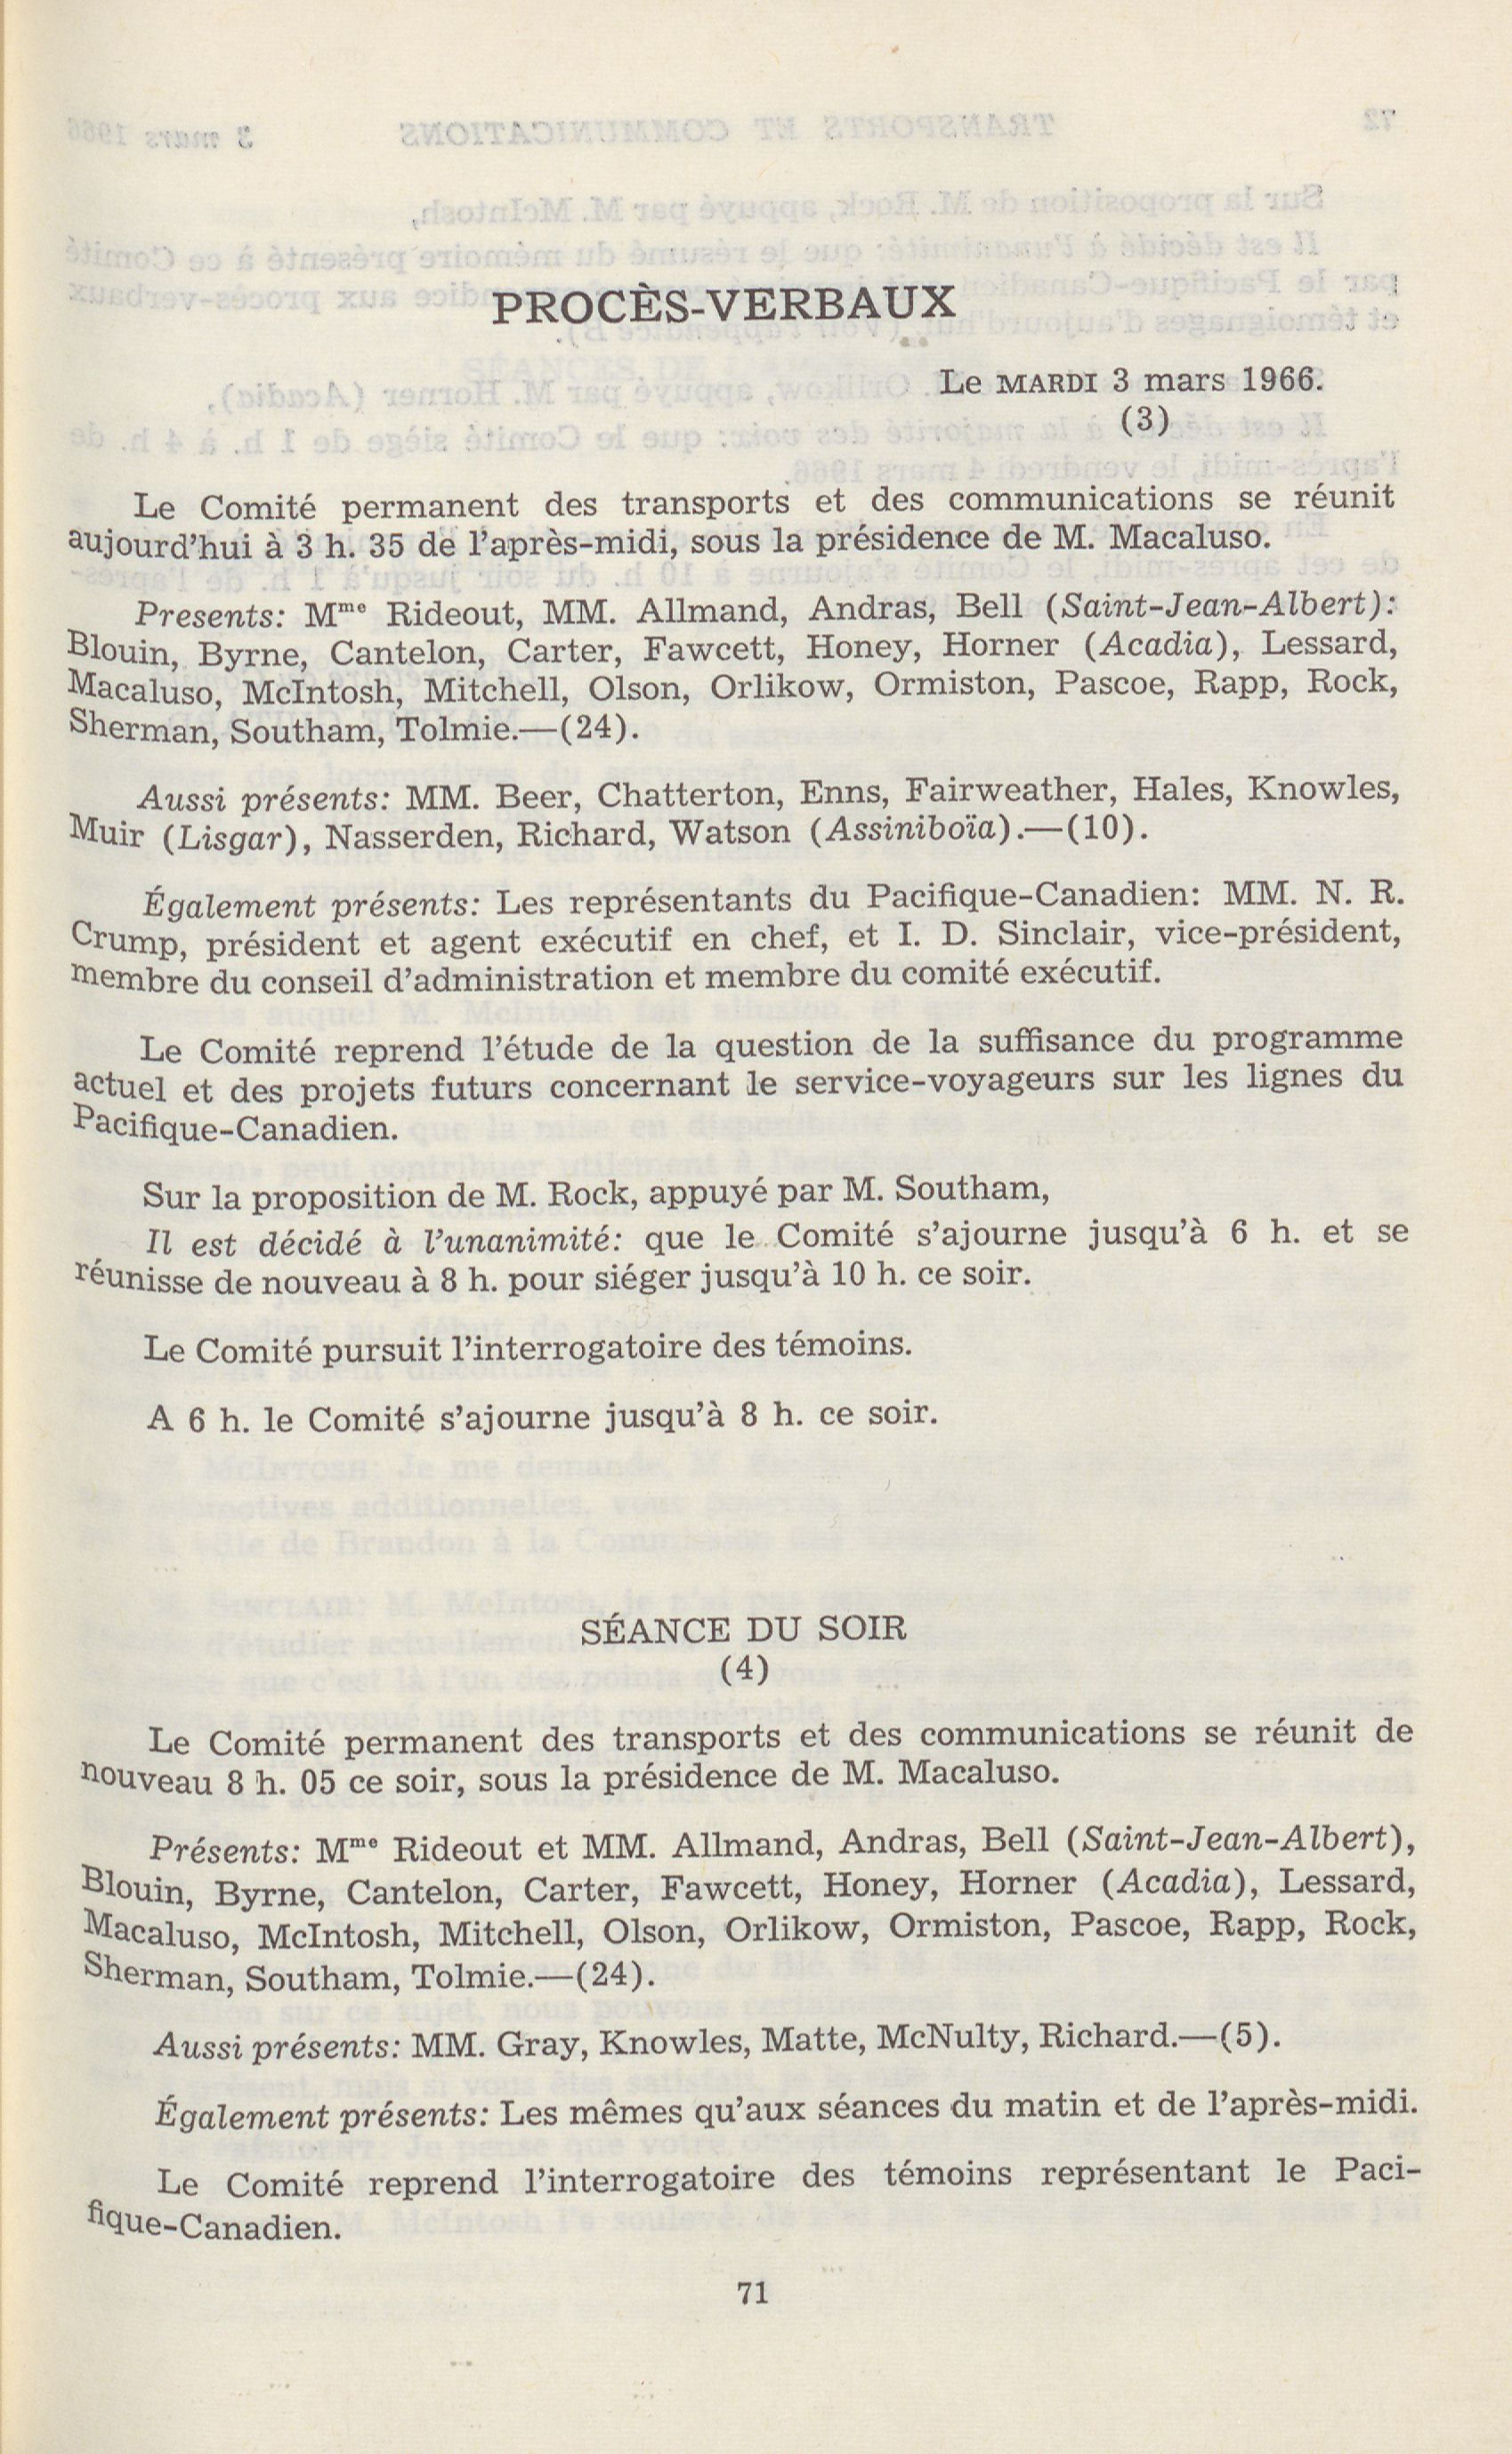 PROCÈS-VERBAUX
Le MARDI 3 mars 1966.
(3)
Le Comité permanent des transports et des communications se réunit
aujourd'hui à 3 h. 35 de l'après-midi, sous la présidence de M. Macaluso.
Presents: Mme Rideout, MM. Allmand, Andras, Bell (Saint-Jean-Albert):
Blouin, Byrne, Cantelon, Carter, Fawcett, Honey, Horner (Acadia), Lessard,
Macaluso, McIntosh, Mitchell, Olson, Orlikow, Ormiston, Pascoe, Rapp, Rock,
Sherman, Southam, Tolmie.—(24).
Aussi présents: MM. Beer, Chatterton, Enns, Fairweather, Hales, Knowles,
Muir (Lisgar), Nasserden, Richard, Watson (Assiniboïa).—(10).
Également présents: Les représentants du Pacifique-Canadien: MM. N. R.
Crump, président et agent exécutif en chef, et I. D. Sinclair, vice-président,
membre du conseil d'administration et membre du comité exécutif.
Le Comité reprend l'étude de la question de la suffisance du programme
actuel et des projets futurs concernant le service-voyageurs sur les lignes du
Pacifique-Canadien.
Sur la proposition de M. Rock, appuyé par M. Southam,
Il est décidé à l'unanimité: que le Comité s'ajourne jusqu'à 6 h. et se
réunisse de nouveau à 8 h. pour siéger jusqu'à 10 h. ce soir.
Le Comité pursuit l'interrogatoire des témoins.
A 6 h. le Comité s'ajourne jusqu'à 8 h. ce soir.
SÉANCE DU SOIR
(4)
Le Comité permanent des transports et des communications se réunit de
nouveau 8 h. 05 ce soir, sous la présidence de M. Macaluso.
Présents: Mme Rideout et MM. Allmand, Andras, Bell (Saint-Jean-Albert),
Blouin, Byrne, Cantelon, Carter, Fawcett, Honey, Horner (Acadia), Lessard,
Macaluso, McIntosh, Mitchell, Olson, Orlikow, Ormiston, Pascoe, Rapp, Rock,
Sherman, Southam, Tolmie.—(24).
Aussi présents: MM. Gray, Knowles, Matte, McNulty, Richard.—(5).
Également présents: Les mêmes qu'aux séances du matin et de l'après-midi.
Le Comité reprend l'interrogatoire des témoins représentant le Paci-
fique-Canadien.
71